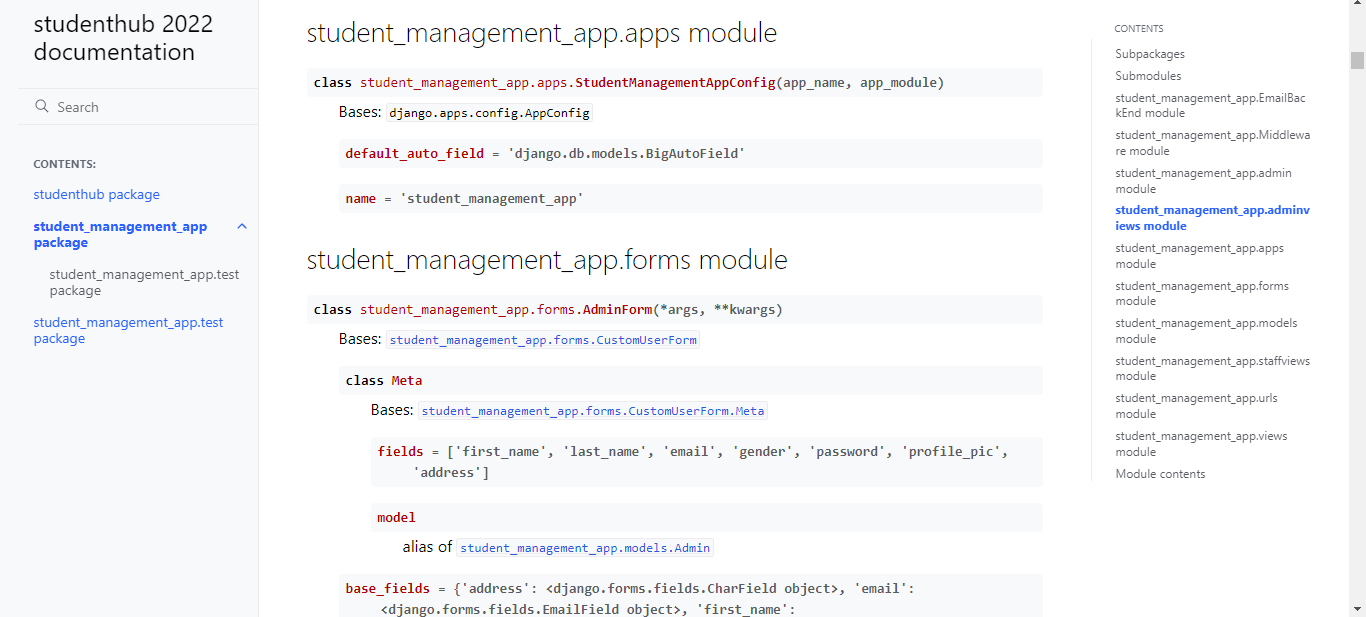 studenthub 2022
documentation
Search
CONTENTS:
studenthub package
student_management_app
package
student_management_app.test
package
student_management_app.test
package
student_management_app.apps module
class student_management_app.apps.StudentManagementAppConfig(app_name, app_module)
Bases: django.apps.config.AppConfig
default_auto_field = 'django.db.models.BigAutoField'
name = 'student_management_app'
student_management_app.forms module
class student_management_app.forms.AdminForm(*args, **kwargs)
Bases: student_management_app.forms.CustomUserForm
class Meta
Bases: student_management_app.forms.CustomUserForm.Meta
fields = ['first_name', 'last_name', 'email', 'gender', 'password', 'profile_pic',
'address']
model
alias of student_management_app.models.Admin
base_fields = {'address': <django.forms.fields.CharField object>, 'email':
<django.forms.fields.EmailField object>, 'first_name':
CONTENTS
Subpackages
Submodules
student_management_app.EmailBac
kEnd module
student_management_app.Middlewa
re module
student_management_app.admin
module
student_management_app.adminv
iews module
student_management_app.apps
module
student_management_app.forms
module
student_management_app.models
module
student_management_app.staffviews
module
student_management_app.urls
module
student_management_app.views
module
Module contents